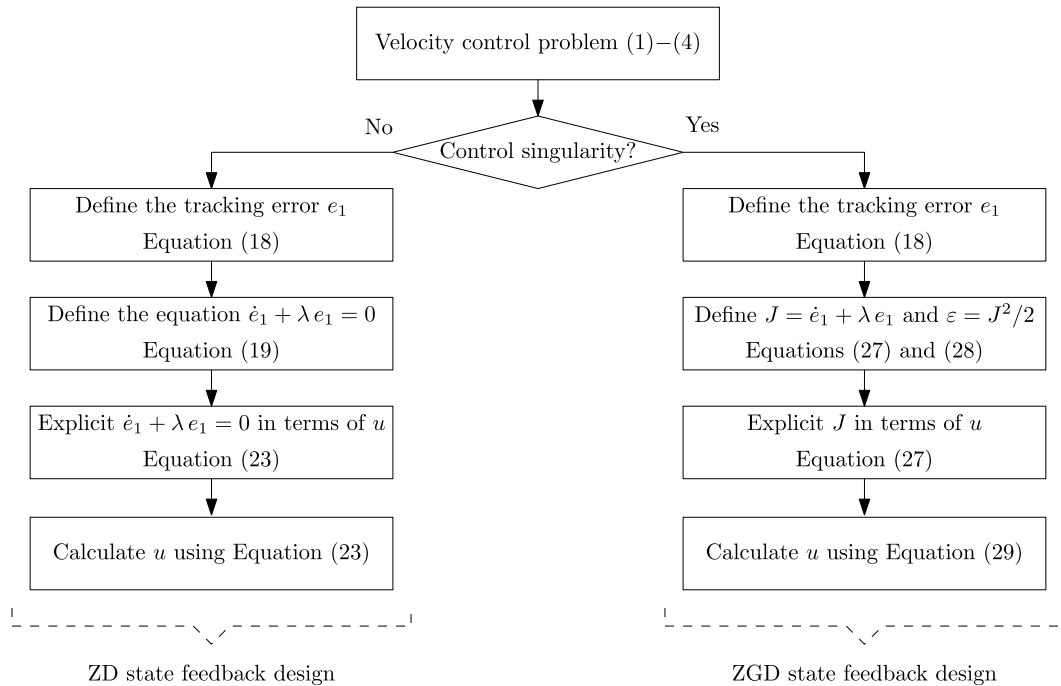 Velocity control problem (1)−(4)
No
Yes
Control singularity?
Define the tracking error e₁
Equation (18)
Define the equation ė₁ + λ e₁ = 0
Equation (19)
Explicit ė₁ + λ e₁ = 0 in terms of u
Equation (23)
Calculate u using Equation (23)
ZD state feedback design
Define the tracking error e₁
Equation (18)
Define J = ė₁ + λ e₁ and ε = J²/2
Equations (27) and (28)
Explicit J in terms of u
Equation (27)
Calculate u using Equation (29)
ZGD state feedback design